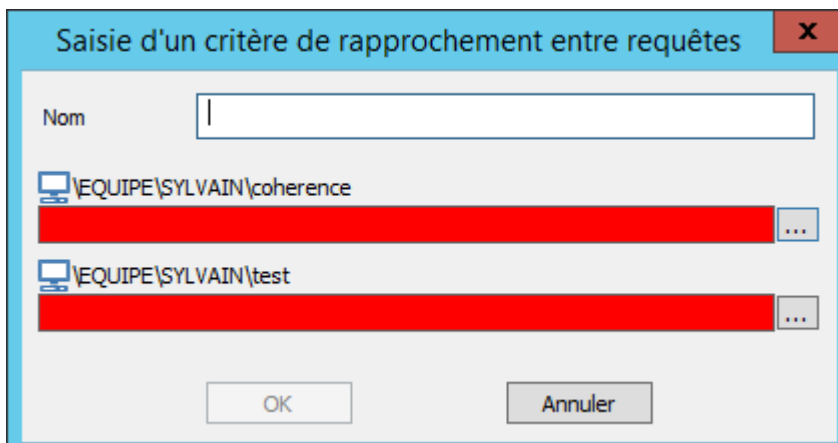 Saisie d'un critère de rapprochement entre requêtes
x
Nom
\EQUIPE\SYLVAIN\coherence
...
\EQUIPE\SYLVAIN\test
...
OK Annuler